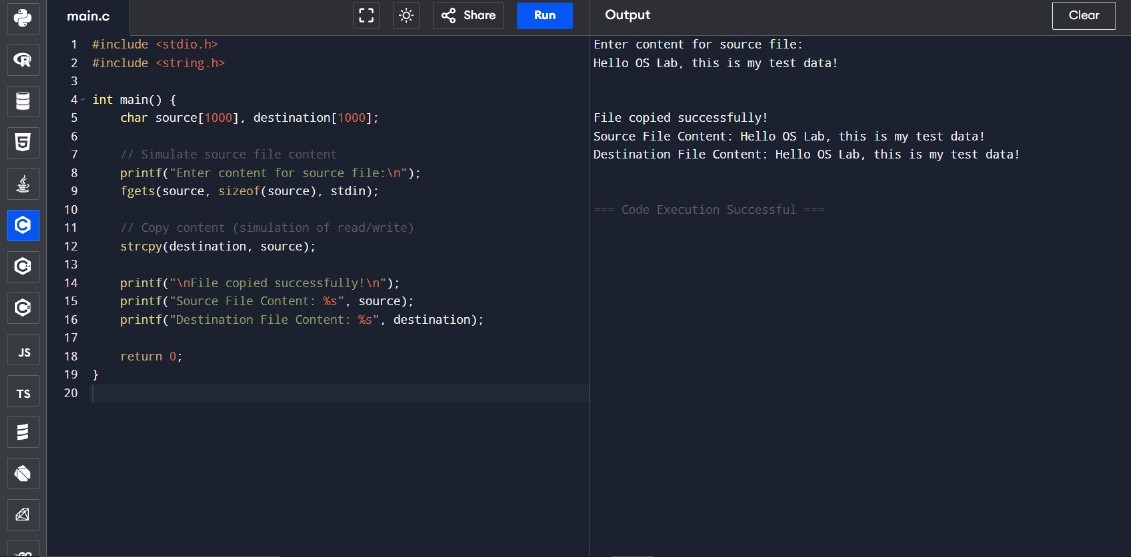 main.c
Share
Run
Output
Clear
1 #include <stdio.h>
2 #include <string.h>
3
4 int main() {
5     char source[1000], destination[1000];
6
7     // Simulate source file content
8     printf("Enter content for source file:\n");
9     fgets(source, sizeof(source), stdin);
10
11     // Copy content (simulation of read/write)
12     strcpy(destination, source);
13
14     printf("\nFile copied successfully!\n");
15     printf("Source File Content: %s", source);
16     printf("Destination File Content: %s", destination);
17
18     return 0;
19 }
20
Enter content for source file:
Hello OS Lab, this is my test data!
File copied successfully!
Source File Content: Hello OS Lab, this is my test data!
Destination File Content: Hello OS Lab, this is my test data!
=== Code Execution Successful ===
R
5
C
C
C
JS
TS